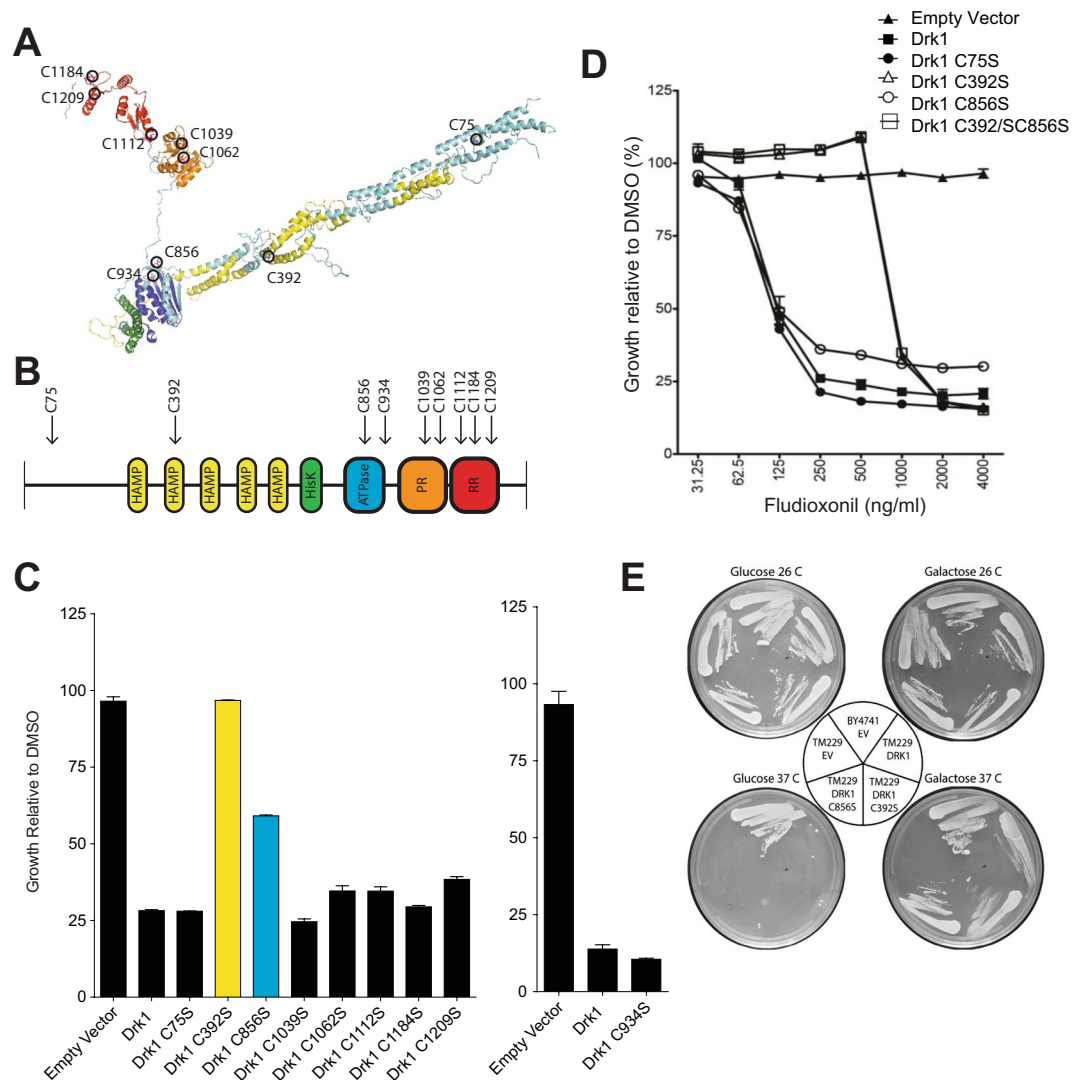 A
C1184
C1209
C1112
C1039
C1062
C75
C856
C934
C392
B
C75
C392
C856
C934
C1039
C1062
C1112
C1184
C1209
HAMP
HAMP
HAMP
HAMP
HAMP
HisK
ATPase
PR
RR
C
Growth Relative to DMSO
125
100
75
50
25
0
Empty Vector
Drk1
Drk1 C75S
Drk1 C392S
Drk1 C856S
Drk1 C1039S
Drk1 C1062S
Drk1 C1112S
Drk1 C1184S
Drk1 C1209S
125
100
75
50
25
0
Empty Vector
Drk1
Drk1 C934S
D
Empty Vector
Drk1
Drk1 C75S
Drk1 C392S
Drk1 C856S
Drk1 C392/SC856S
Growth relative to DMSO (%)
125
100
75
50
25
0
31.25
62.5
125
250
500
1000
2000
4000
Fludioxonil (ng/ml)
E
Glucose 26 C
Galactose 26 C
BY4741
EV
TM229
EV
TM229
DRK1
TM229
DRK1
C856S
TM229
DRK1
C392S
Glucose 37 C
Galactose 37 C